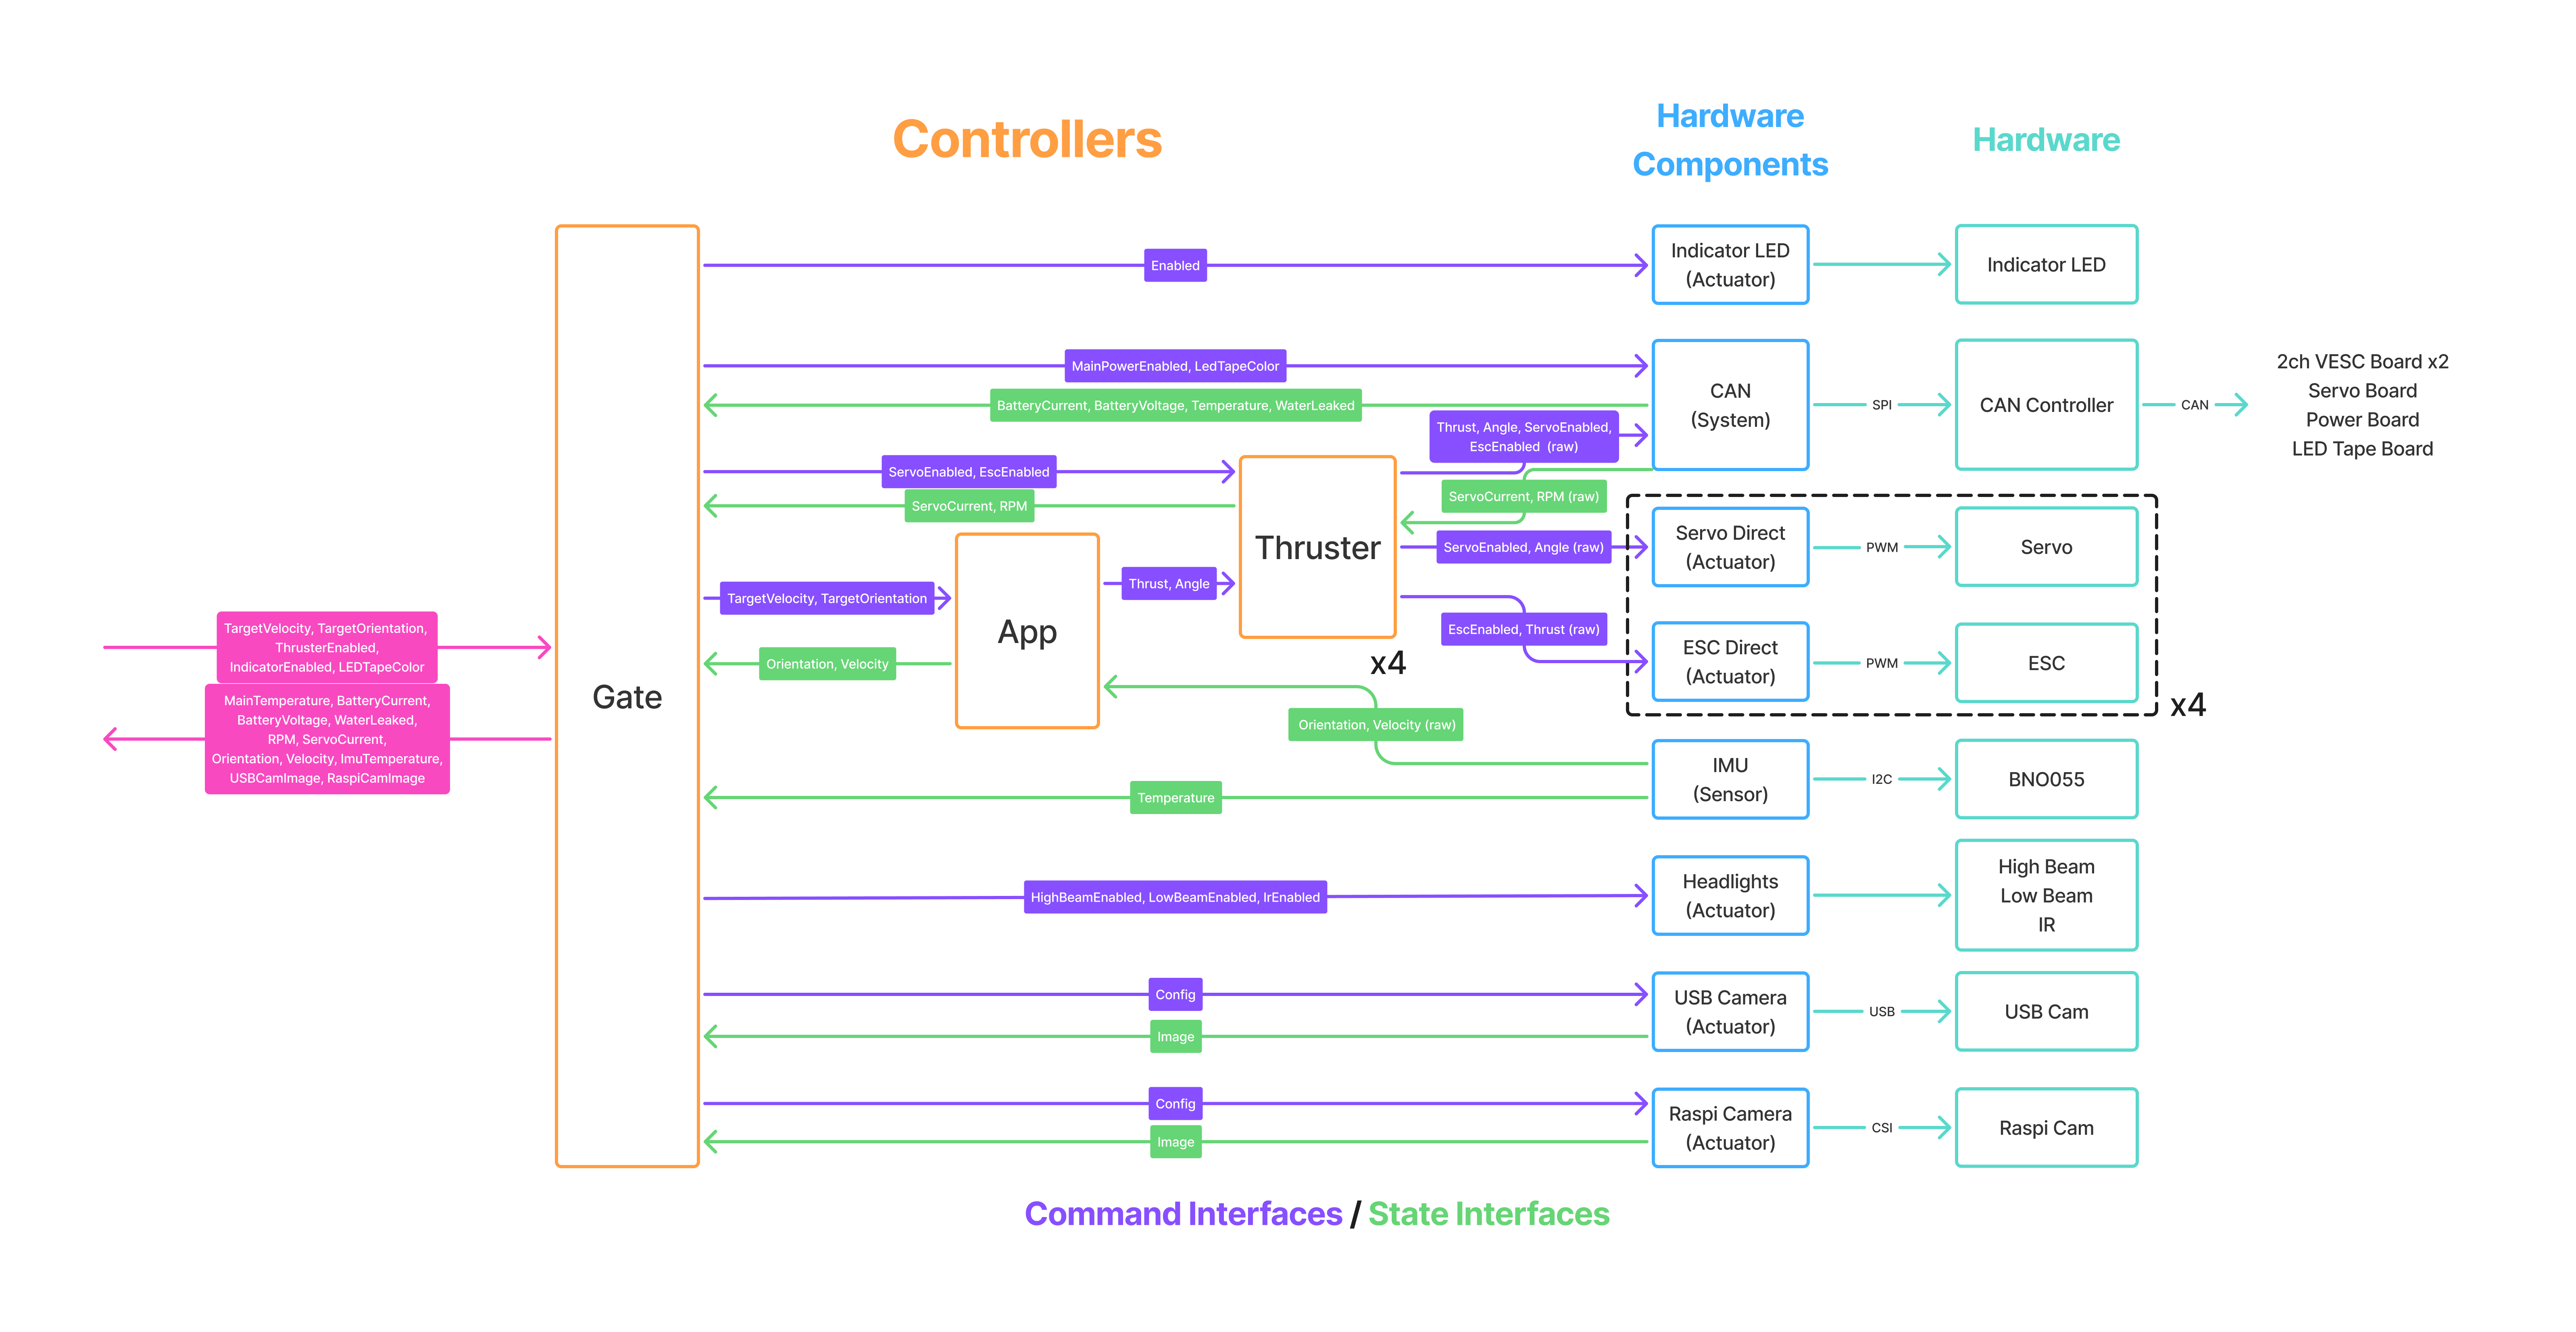 Controllers
Hardware
Components
Hardware
Gate
Enabled
Indicator LED
(Actuator)
Indicator LED
MainPowerEnabled, LedTapeColor
BatteryCurrent, BatteryVoltage, Temperature, WaterLeaked
CAN
(System)
SPI
CAN Controller
CAN
2ch VESC Board x2
Servo Board
Power Board
LED Tape Board
Thrust, Angle, ServoEnabled,
EscEnabled (raw)
ServoEnabled, EscEnabled
ServoCurrent, RPM
ServoCurrent, RPM (raw)
Thruster
x4
ServoEnabled, Angle (raw)
Servo Direct
(Actuator)
PWM
Servo
TargetVelocity, TargetOrientation
App
Thrust, Angle
EscEnabled, Thrust (raw)
ESC Direct
(Actuator)
PWM
ESC
x4
Orientation, Velocity
TargetVelocity, TargetOrientation,
ThrusterEnabled,
IndicatorEnabled, LEDTapeColor
MainTemperature, BatteryCurrent,
BatteryVoltage, WaterLeaked,
RPM, ServoCurrent,
Orientation, Velocity, ImuTemperature,
USBCamImage, RaspiCamImage
Orientation, Velocity (raw)
Temperature
IMU
(Sensor)
I2C
BNO055
HighBeamEnabled, LowBeamEnabled, IrEnabled
Headlights
(Actuator)
High Beam
Low Beam
IR
Config
Image
USB Camera
(Actuator)
USB
USB Cam
Config
Image
Raspi Camera
(Actuator)
CSI
Raspi Cam
Command Interfaces / State Interfaces